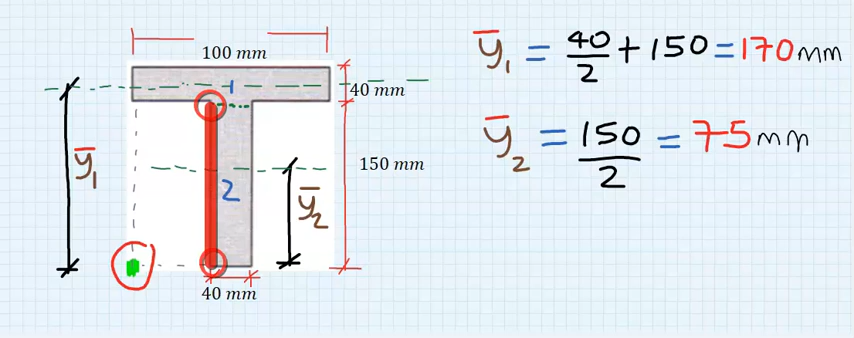 100 mm
1
40 mm
ȳ₁
150 mm
2
ȳ₂
40 mm
ȳ₁ = 40/2 + 150 = 170 mm
ȳ₂ = 150/2 = 75 mm